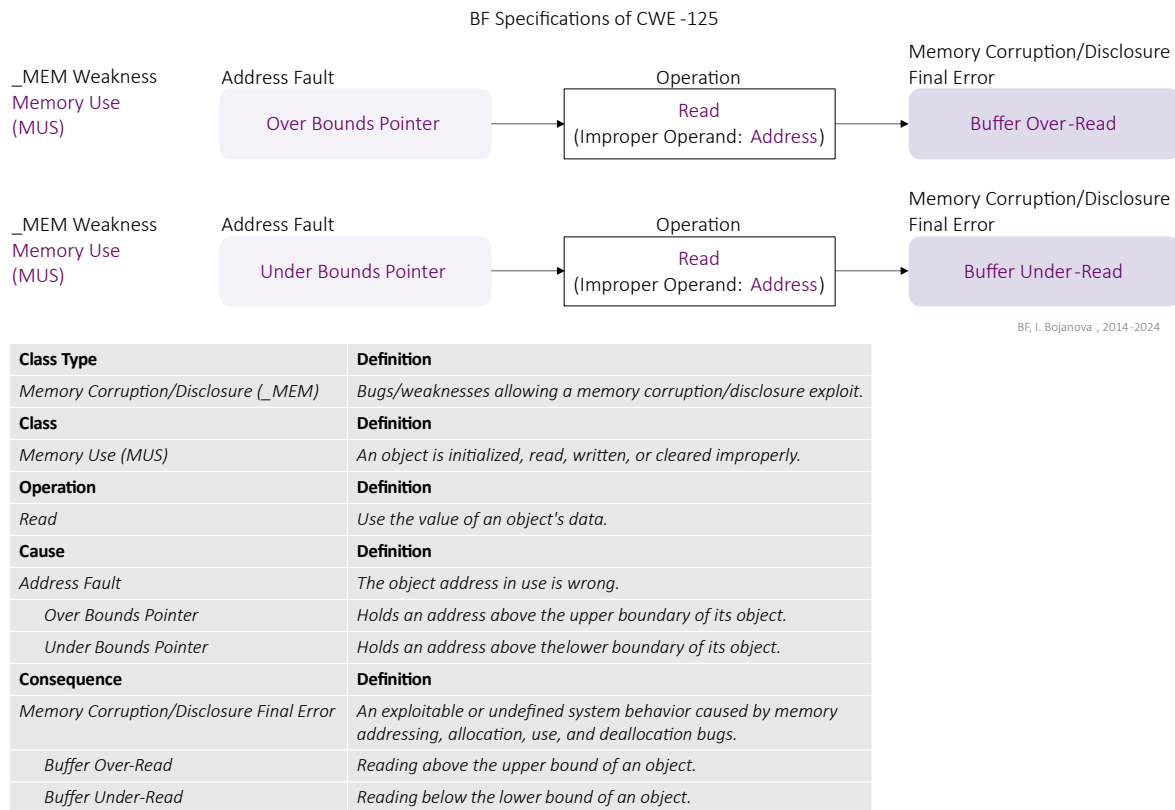 BF Specifications of CWE -125
Memory Corruption/Disclosure
_MEM Weakness Address Fault Operation Final Error
Memory Use
(MUS)
Over Bounds Pointer
Read
(Improper Operand: Address)
Buffer Over-Read
Memory Corruption/Disclosure
_MEM Weakness Address Fault Operation Final Error
Memory Use
(MUS)
Under Bounds Pointer
Read
(Improper Operand: Address)
Buffer Under-Read
BF, I. Bojanova , 2014-2024
Class Type Definition
Memory Corruption/Disclosure (_MEM) Bugs/weaknesses allowing a memory corruption/disclosure exploit.
Class Definition
Memory Use (MUS) An object is initialized, read, written, or cleared improperly.
Operation Definition
Read Use the value of an object's data.
Cause Definition
Address Fault The object address in use is wrong.
Over Bounds Pointer Holds an address above the upper boundary of its object.
Under Bounds Pointer Holds an address above thelower boundary of its object.
Consequence Definition
Memory Corruption/Disclosure Final Error An exploitable or undefined system behavior caused by memory
addressing, allocation, use, and deallocation bugs.
Buffer Over-Read Reading above the upper bound of an object.
Buffer Under-Read Reading below the lower bound of an object.